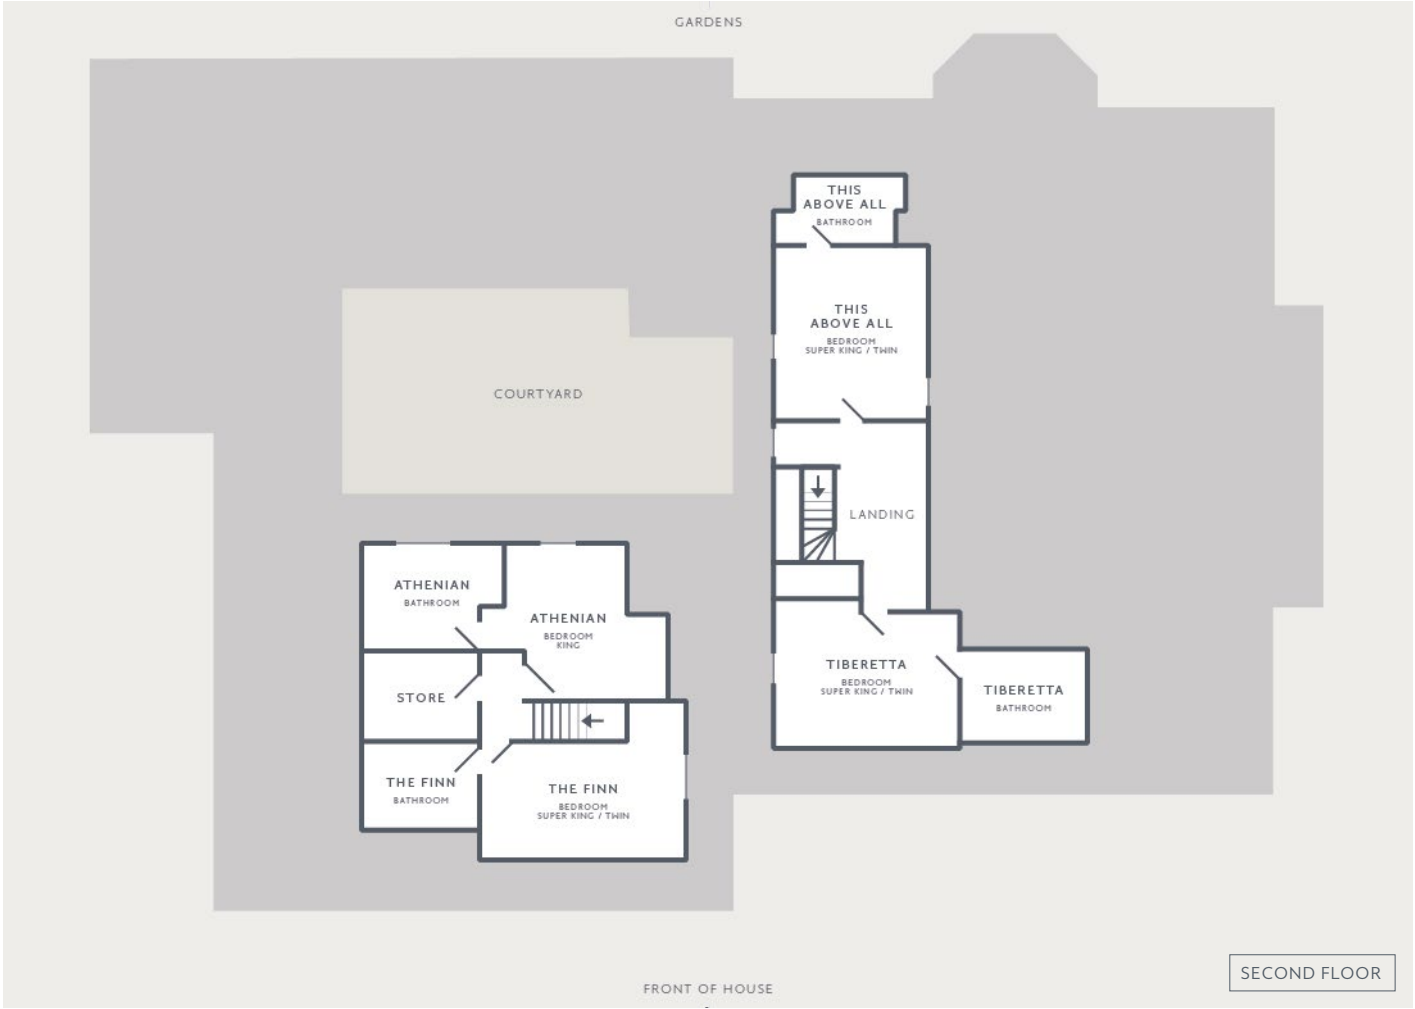 GARDENS
THIS
ABOVE ALL
BATHROOM
THIS
ABOVE ALL
BEDROOM
SUPER KING / TWIN
COURTYARD
LANDING
ATHENIAN
BATHROOM
ATHENIAN
BEDROOM
KING
TIBERETTA
BEDROOM
SUPER KING / TWIN
TIBERETTA
BATHROOM
STORE
THE FINN
BATHROOM
THE FINN
BEDROOM
SUPER KING / TWIN
SECOND FLOOR
FRONT OF HOUSE